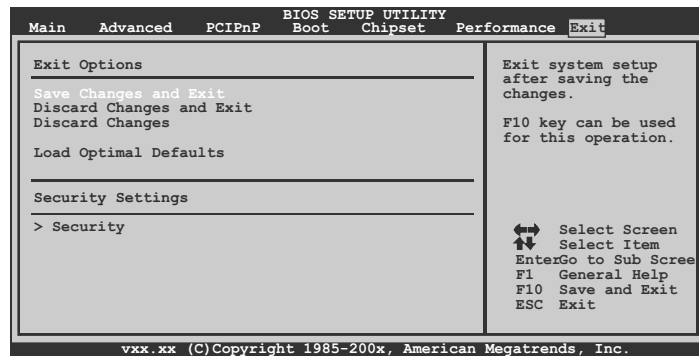 BIOS SETUP UTILITY
Main Advanced PCIPnP Boot Chipset Performance Exit
Exit Options
Save Changes and Exit
Discard Changes and Exit
Discard Changes
Load Optimal Defaults
Security Settings
> Security
Exit system setup
after saving the
changes.
F10 key can be used
for this operation.
Select Screen
Select Item
EnterGo to Sub Scree
F1 General Help
F10 Save and Exit
ESC Exit
vxx.xx (C)Copyright 1985-200x, American Megatrends, Inc.